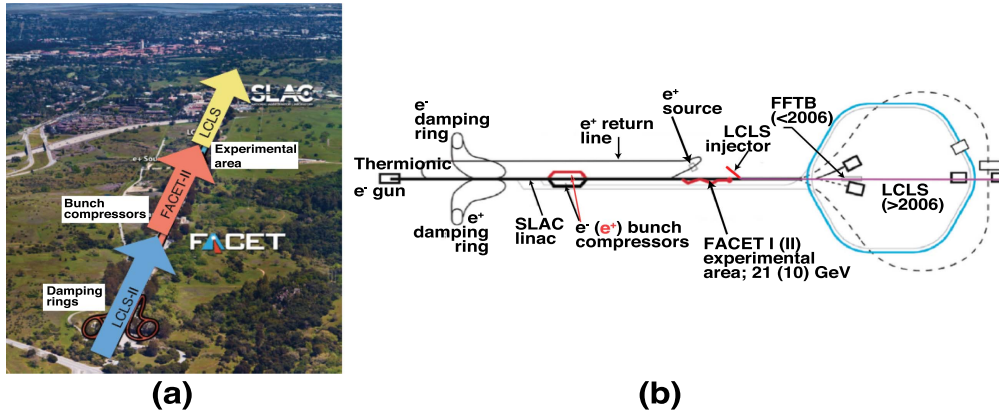 LCLS
SLAC
e+ Sou
Experimental
area
FACET-II
Bunch
compressors
FACET
Damping
rings
LCLS-II
(a)
e-
damping
ring
Thermionic
e- gun
e+
damping
ring
e+ return
line
SLAC
linac
e- (e+) bunch
compressors
e+
source
LCLS
injector
FACET I (II)
experimental
area; 21 (10) GeV
FFTB
(<2006)
LCLS
(>2006)
(b)